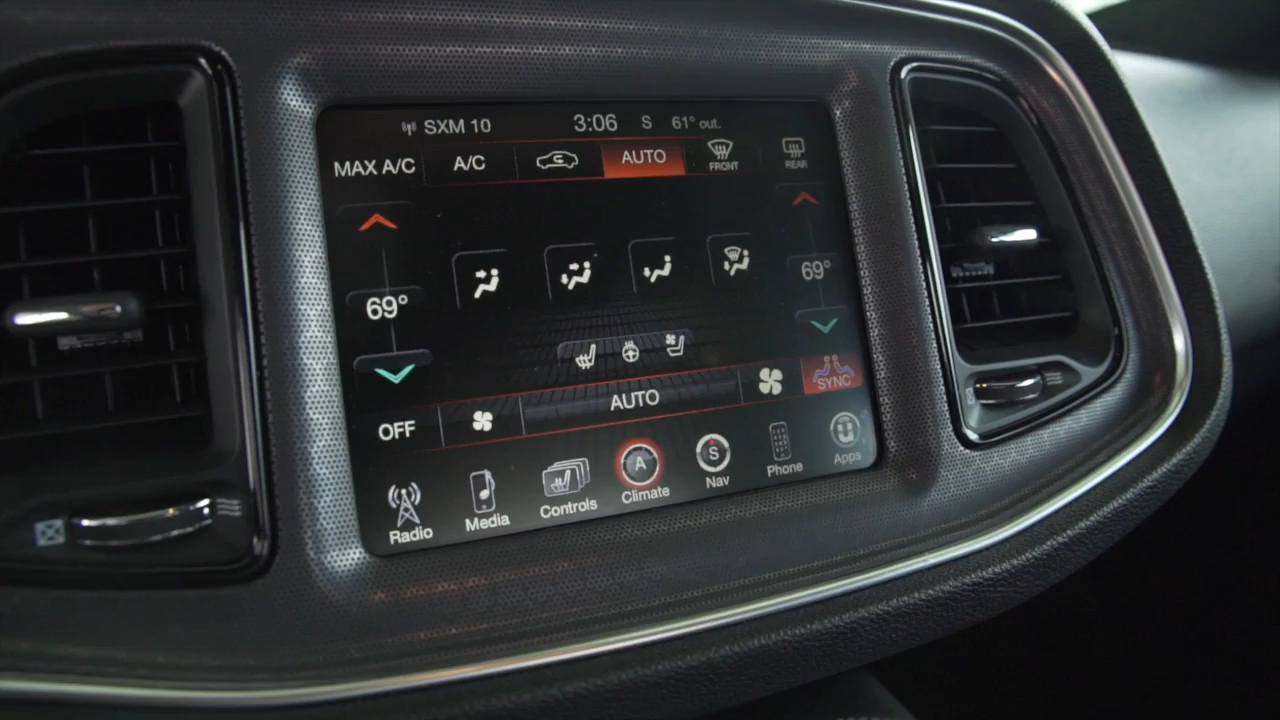 SXM 10 3:06 S 61° out.
MAX A/C A/C AUTO FRONT REAR
69° 69°
OFF AUTO SYNC
Radio Media Controls A Climate S Nav Phone Apps